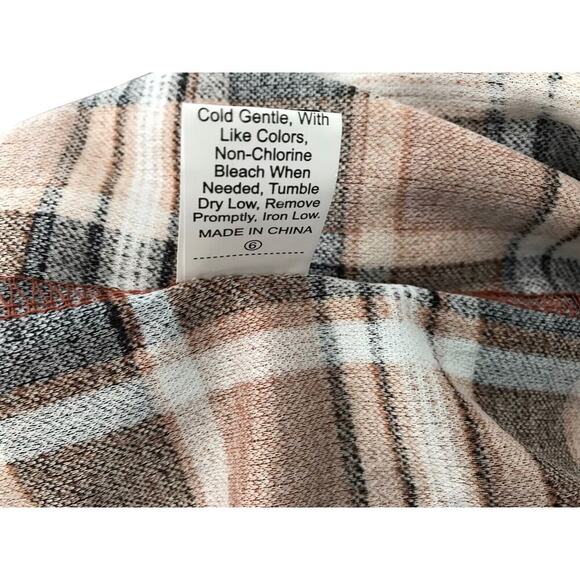 Cold Gentle, With
Like Colors,
Non-Chlorine
Bleach When
Needed, Tumble
Dry Low, Remove
Promptly, Iron Low.
MADE IN CHINA
⑥